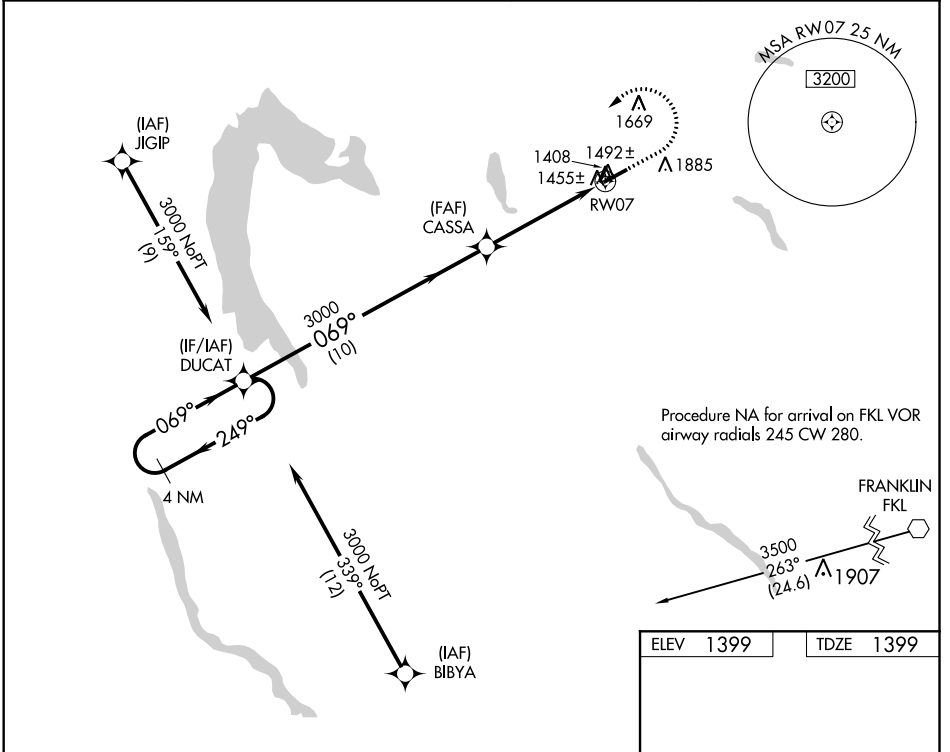 MSA RW07 25 NM
3200
(IAF)
JIGIP
1669
1408
1492±
1455±
1885
RW07
(FAF)
CASSA
3000 NoPT
159°
(9)
3000
069°
(10)
(IF/IAF)
DUCAT
069°
249°
4 NM
Procedure NA for arrival on FKL VOR
airway radials 245 CW 280.
FRANKLIN
FKL
3500
263°
(24.6)
1907
3000 NoPT
339°
(12)
(IAF)
BIBYA
ELEV 1399
TDZE 1399